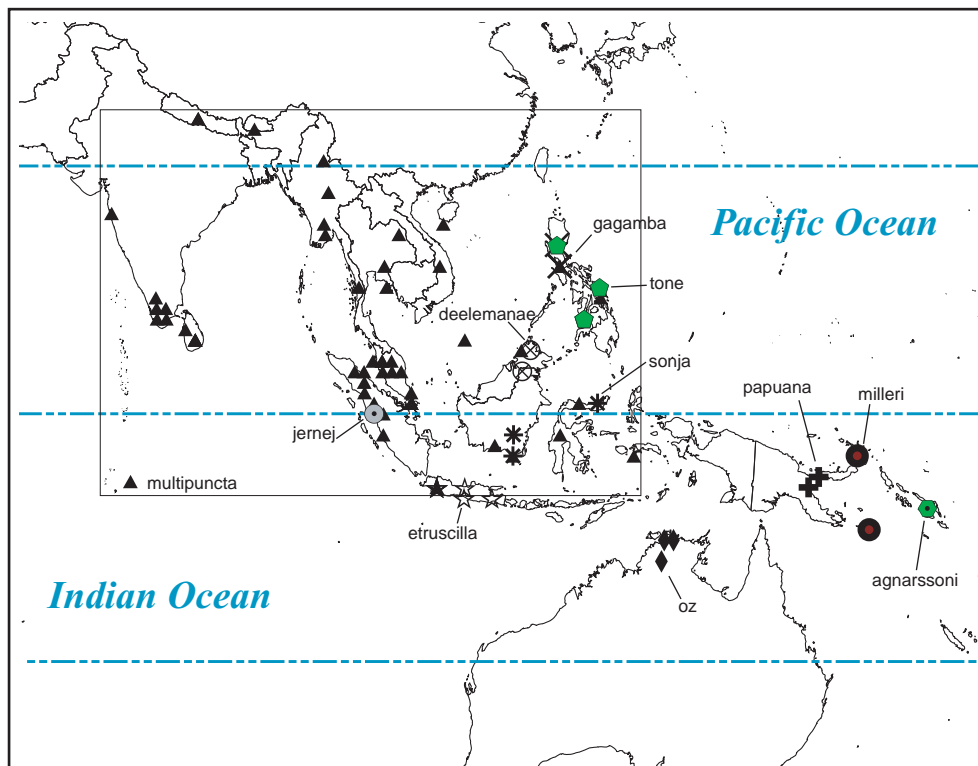 gagamba
Pacific Ocean
tone
deelemanae
sonja
papuana
milleri
jernej
multipuncta
etruscilla
agnarssoni
Indian Ocean
oz